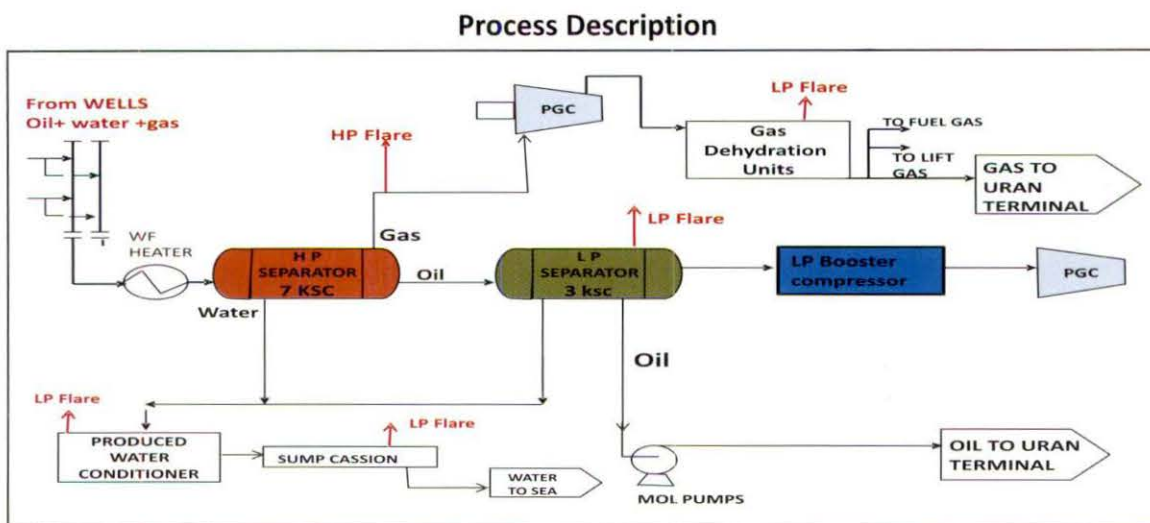 Process Description
From WELLS
Oil+ water +gas
HP Flare
PGC
LP Flare
Gas
Dehydration
Units
TO FUEL GAS
TO LIFT
GAS
GAS TO
URAN
TERMINAL
WF
HEATER
Gas
H P
SEPARATOR
7 KSC
Oil
LP Flare
L P
SEPARATOR
3 ksc
LP Booster
compressor
PGC
Water
Oil
LP Flare
PRODUCED
WATER
CONDITIONER
LP Flare
SUMP CASSION
WATER
TO SEA
MOL PUMPS
OIL TO URAN
TERMINAL